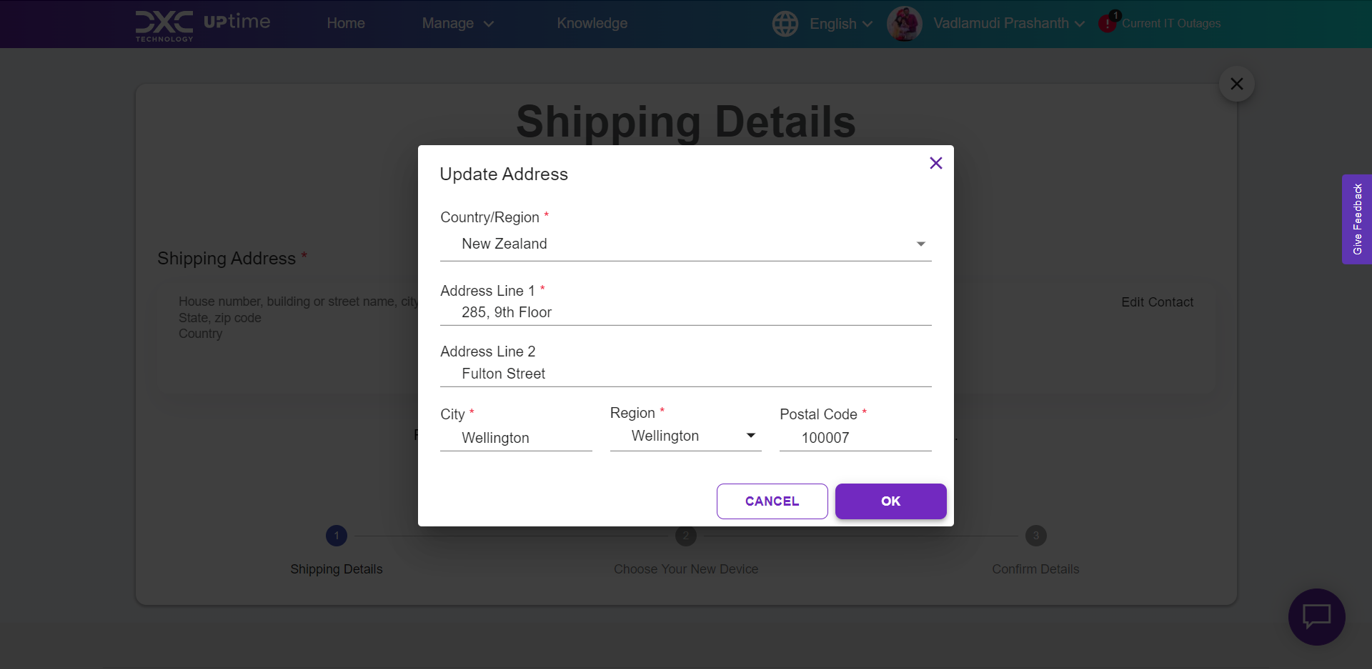 DXC TECHNOLOGY UPtime Home Manage Knowledge English Vadlamudi Prashanth ! 1 Current IT Outages
Shipping Details
Update Address
Give Feedback
Country/Region *
New Zealand
Shipping Address *
Address Line 1 *
House number, building or street name, city
285, 9th Floor
Edit Contact
State, zip code
Country
Address Line 2
Fulton Street
City * Region * Postal Code *
Wellington Wellington 100007
CANCEL OK
1 2 3
Shipping Details Choose Your New Device Confirm Details